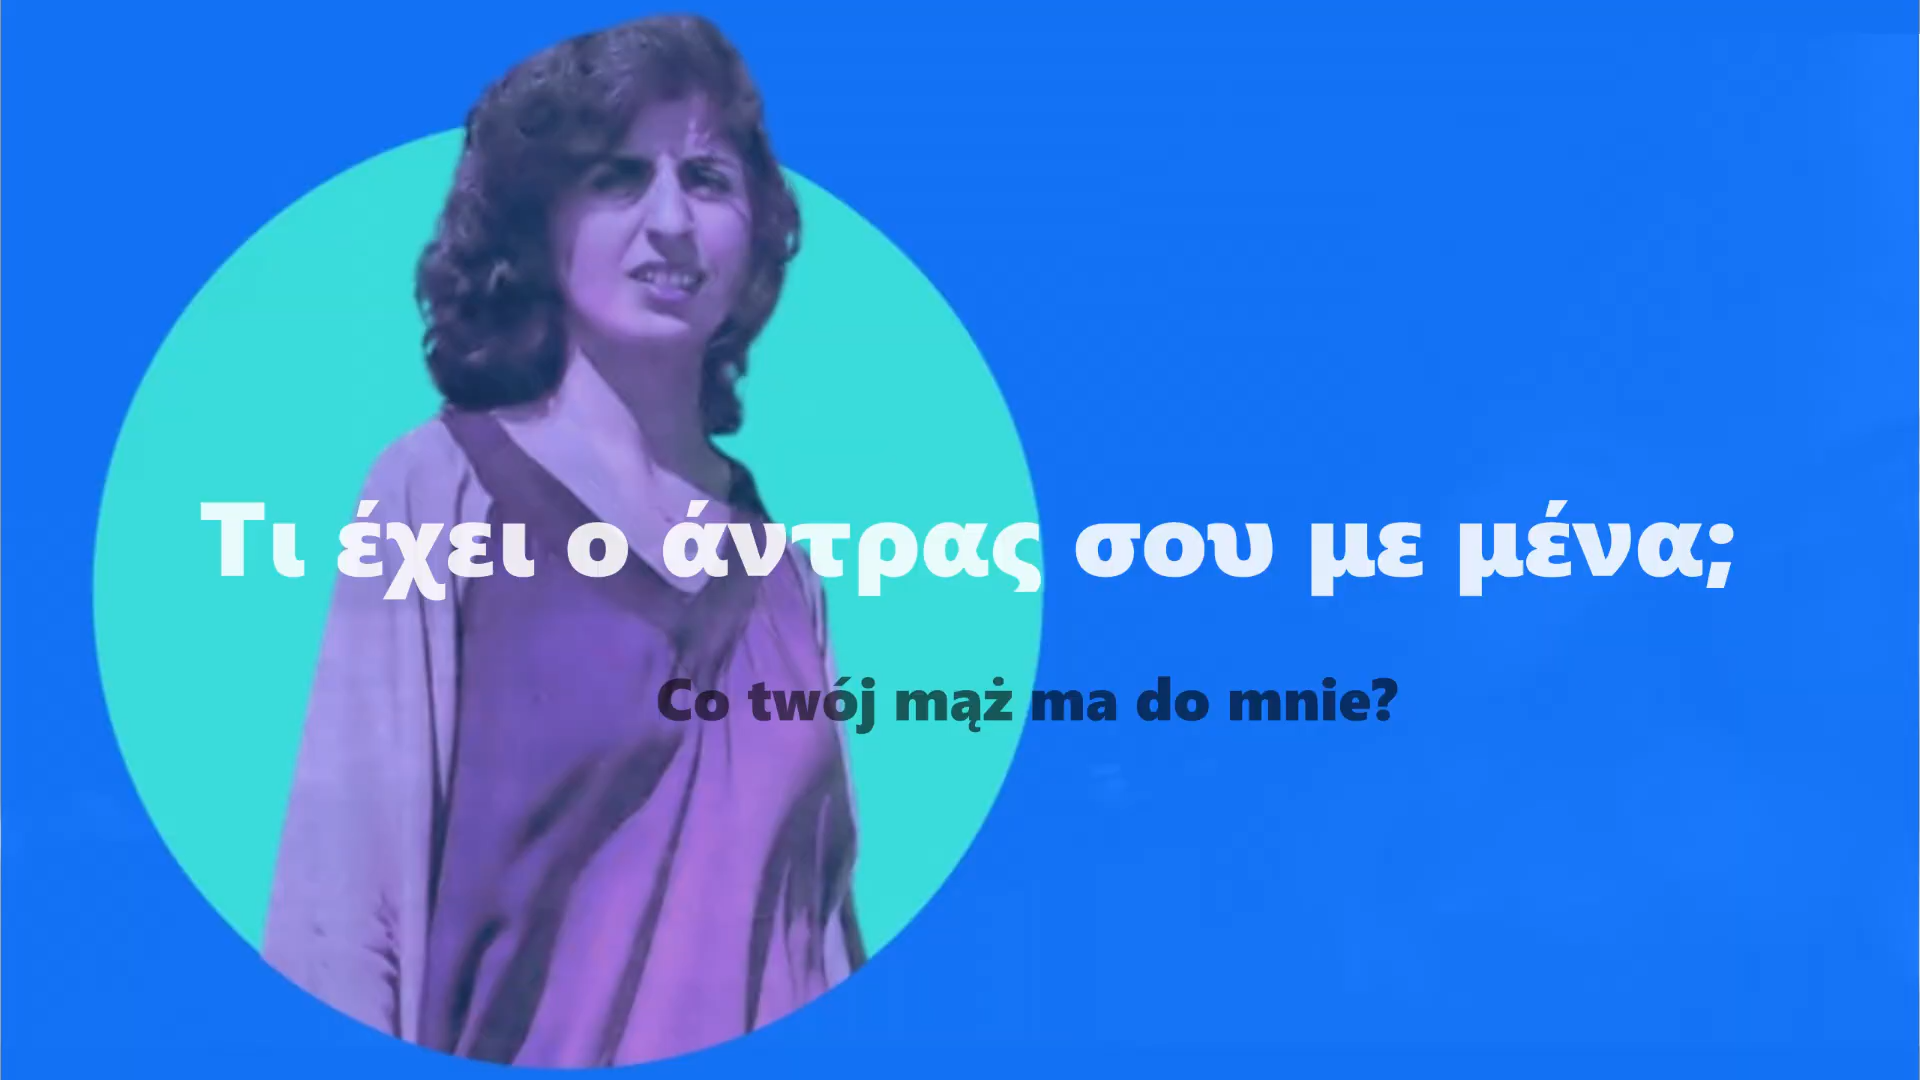 Τι έχει ο άντρας σου με μένα;
Co twój mąż ma do mnie?